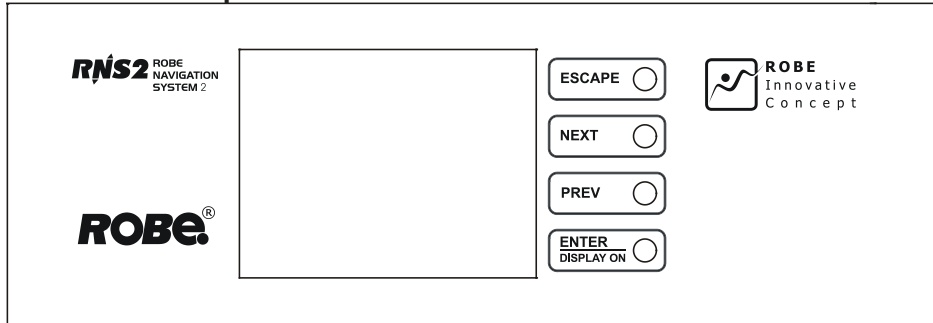 RNS2 ROBE
NAVIGATION
SYSTEM 2
ROBE®
ESCAPE
NEXT
PREV
ENTER
DISPLAY ON
ROBE
Innovative
Concept